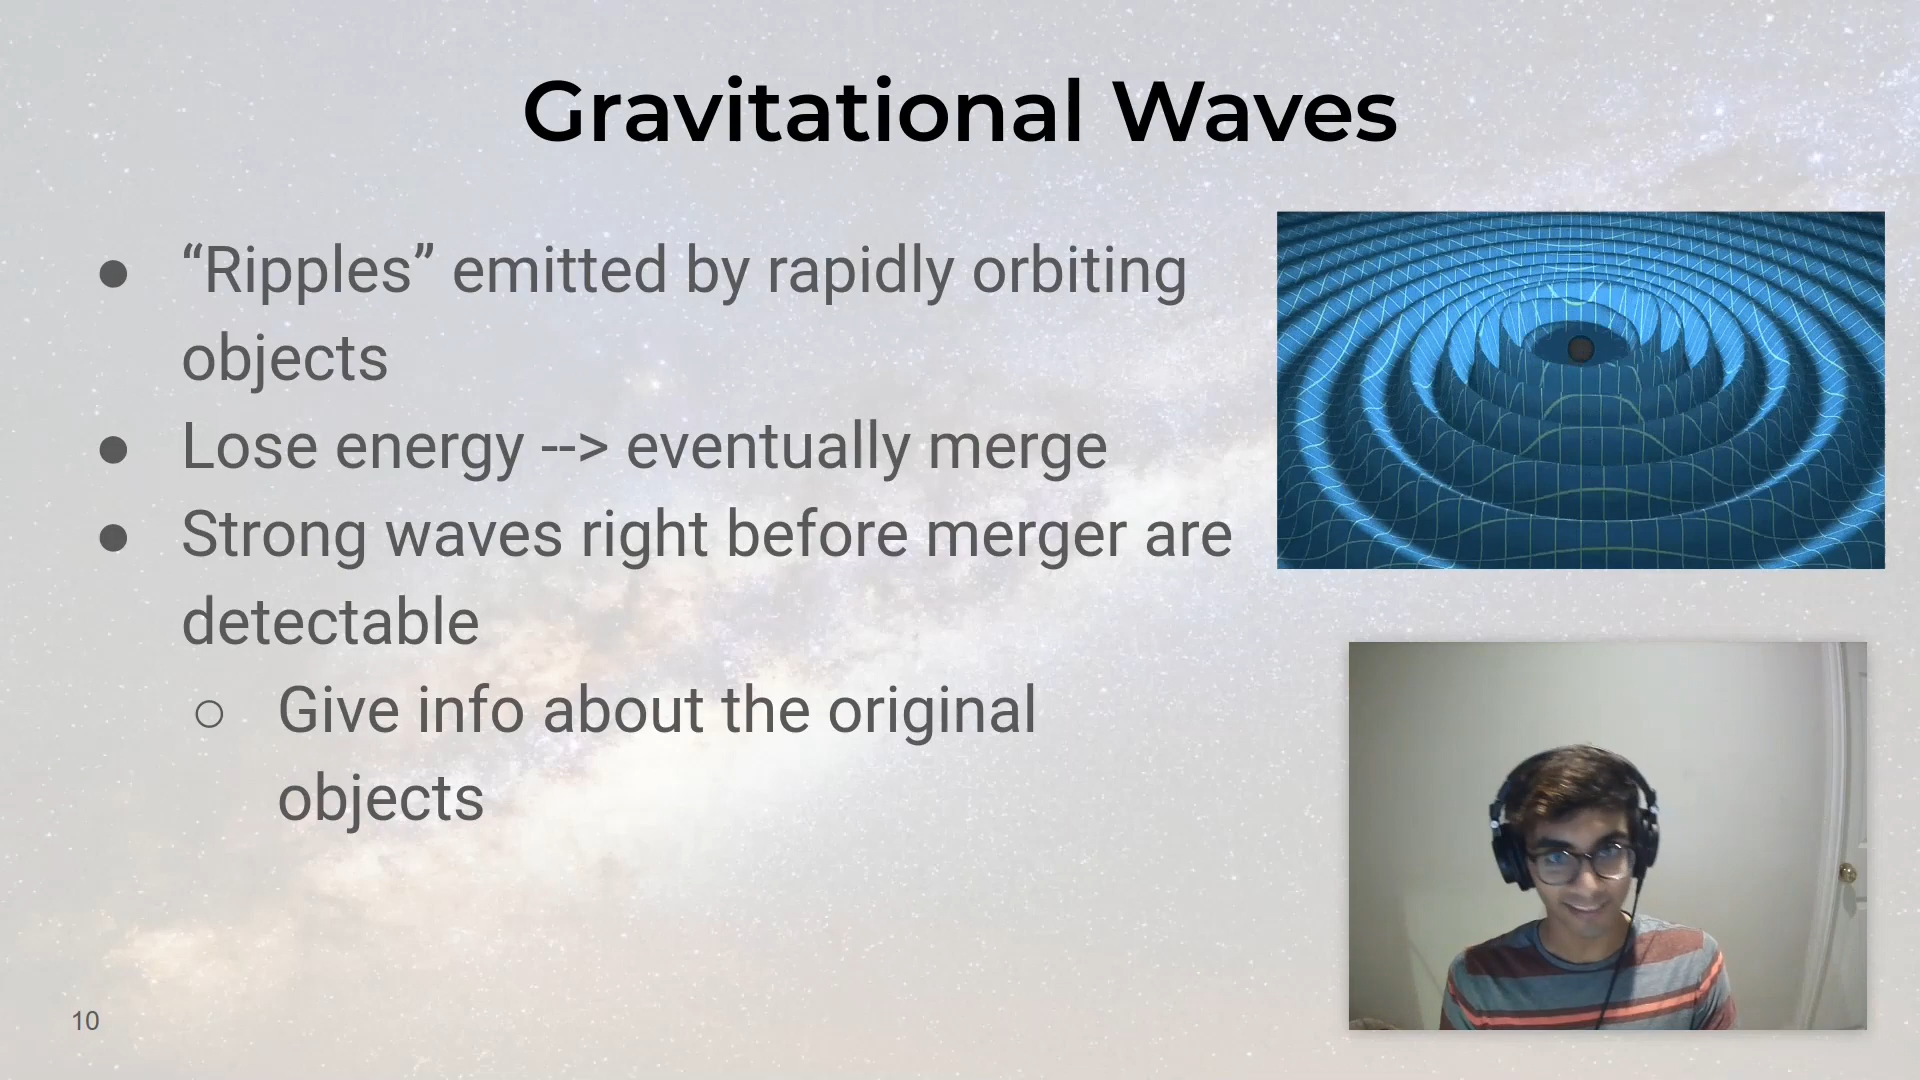 Gravitational Waves
● “Ripples” emitted by rapidly orbiting
objects
● Lose energy --> eventually merge
● Strong waves right before merger are
detectable
○ Give info about the original
objects
10